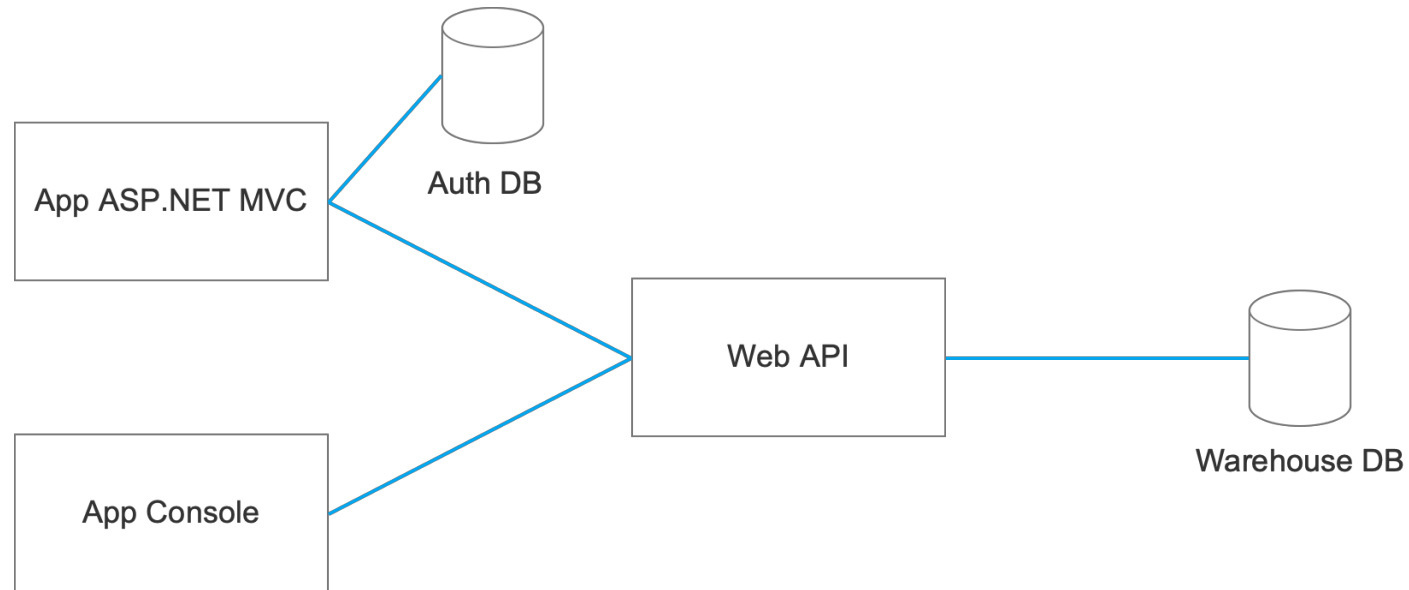 Auth DB
App ASP.NET MVC
Web API
Warehouse DB
App Console